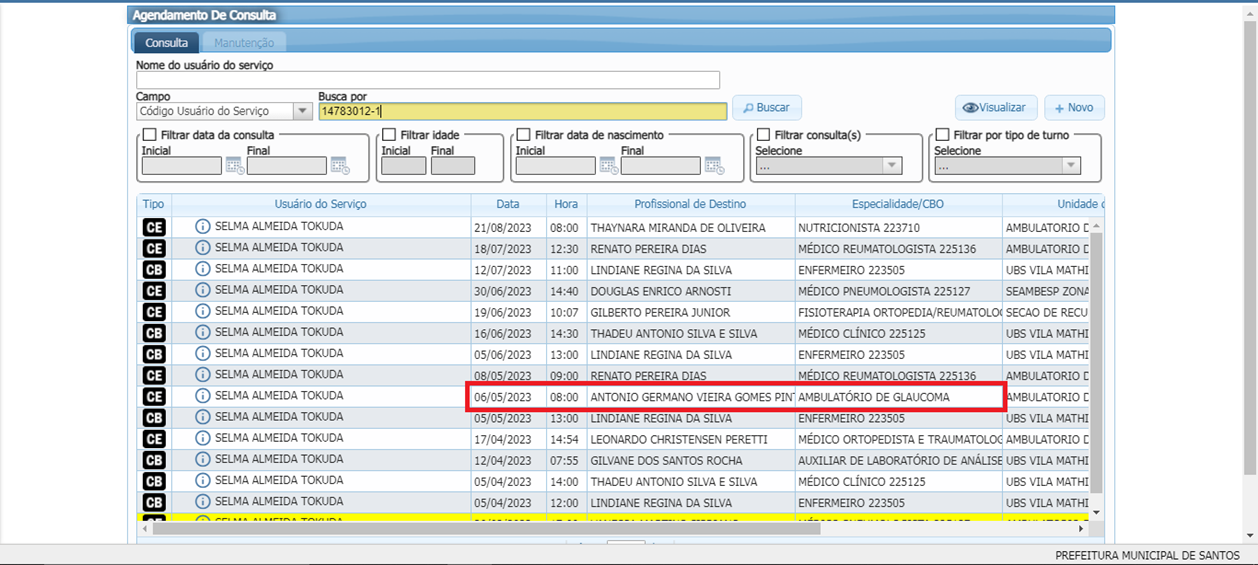 Agendamento De Consulta
Consulta Manutenção
Nome do usuário do serviço
Campo Busca por
Código Usuário do Serviço 14783012-1 Buscar Visualizar + Novo
Filtrar data da consulta Filtrar idade Filtrar data de nascimento Filtrar consulta(s) Filtrar por tipo de turno
Inicial Final Inicial Final Inicial Final Selecione Selecione
... ...
Tipo Usuário do Serviço Data Hora Profissional de Destino Especialidade/CBO Unidade
CE SELMA ALMEIDA TOKUDA 21/08/2023 08:00 THAYNARA MIRANDA DE OLIVEIRA NUTRICIONISTA 223710 AMBULATORIO D
CE SELMA ALMEIDA TOKUDA 18/07/2023 12:30 RENATO PEREIRA DIAS MÉDICO REUMATOLOGISTA 225136 AMBULATORIO D
CB SELMA ALMEIDA TOKUDA 12/07/2023 11:00 LINDIANE REGINA DA SILVA ENFERMEIRO 223505 UBS VILA MATHI
CE SELMA ALMEIDA TOKUDA 30/06/2023 14:40 DOUGLAS ENRICO ARNOSTI MÉDICO PNEUMOLOGISTA 225127 SEAMBESP ZONA
CE SELMA ALMEIDA TOKUDA 19/06/2023 10:07 GILBERTO PEREIRA JUNIOR FISIOTERAPIA ORTOPEDIA/REUMATOLOG SECAO DE RECU
CB SELMA ALMEIDA TOKUDA 16/06/2023 14:30 THADEU ANTONIO SILVA E SILVA MÉDICO CLÍNICO 225125 UBS VILA MATHI
CB SELMA ALMEIDA TOKUDA 05/06/2023 13:00 LINDIANE REGINA DA SILVA ENFERMEIRO 223505 UBS VILA MATHI
CE SELMA ALMEIDA TOKUDA 08/05/2023 09:00 RENATO PEREIRA DIAS MÉDICO REUMATOLOGISTA 225136 AMBULATORIO D
CE SELMA ALMEIDA TOKUDA 06/05/2023 08:00 ANTONIO GERMANO VIEIRA GOMES PINT AMBULATÓRIO DE GLAUCOMA AMBULATORIO D
CB SELMA ALMEIDA TOKUDA 05/05/2023 13:00 LINDIANE REGINA DA SILVA ENFERMEIRO 223505 UBS VILA MATHI
CE SELMA ALMEIDA TOKUDA 17/04/2023 14:54 LEONARDO CHRISTENSEN PERETTI MÉDICO ORTOPEDISTA E TRAUMATOLOG AMBULATORIO D
CB SELMA ALMEIDA TOKUDA 12/04/2023 07:55 GILVANE DOS SANTOS ROCHA AUXILIAR DE LABORATÓRIO DE ANÁLISE UBS VILA MATHI
CB SELMA ALMEIDA TOKUDA 05/04/2023 14:00 THADEU ANTONIO SILVA E SILVA MÉDICO CLÍNICO 225125 UBS VILA MATHI
CB SELMA ALMEIDA TOKUDA 05/04/2023 12:00 LINDIANE REGINA DA SILVA ENFERMEIRO 223505 UBS VILA MATHI
SELMA ALMEIDA TOKUDA
PREFEITURA MUNICIPAL DE SANTOS